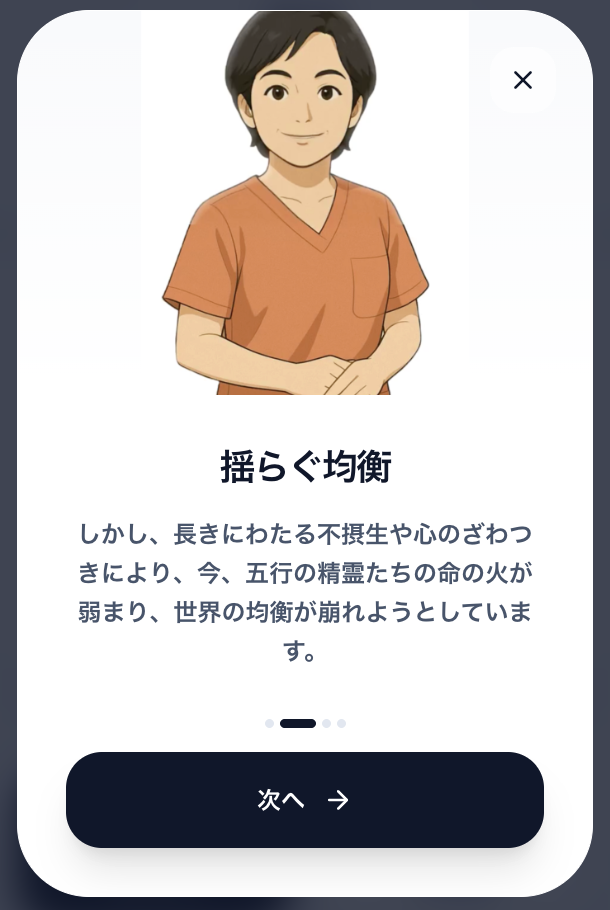 揺らぐ均衡
しかし、長きにわたる不摂生や心のざわつ
きにより、今、五行の精霊たちの命の火が
弱まり、世界の均衡が崩れようとしていま
す。
次へ →